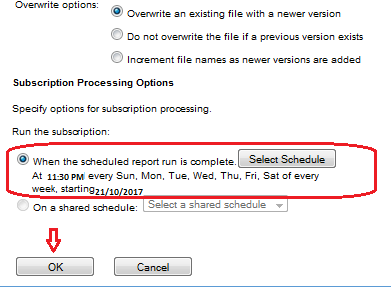 Overwrite options:
Overwrite an existing file with a newer version
Do not overwrite the file if a previous version exists
Increment file names as newer versions are added
Subscription Processing Options
Specify options for subscription processing.
Run the subscription:
When the scheduled report run is complete. Select Schedule
At 11:30 PM every Sun, Mon, Tue, Wed, Thu, Fri, Sat of every
week, starting 21/10/2017
On a shared schedule: Select a shared schedule
OK Cancel